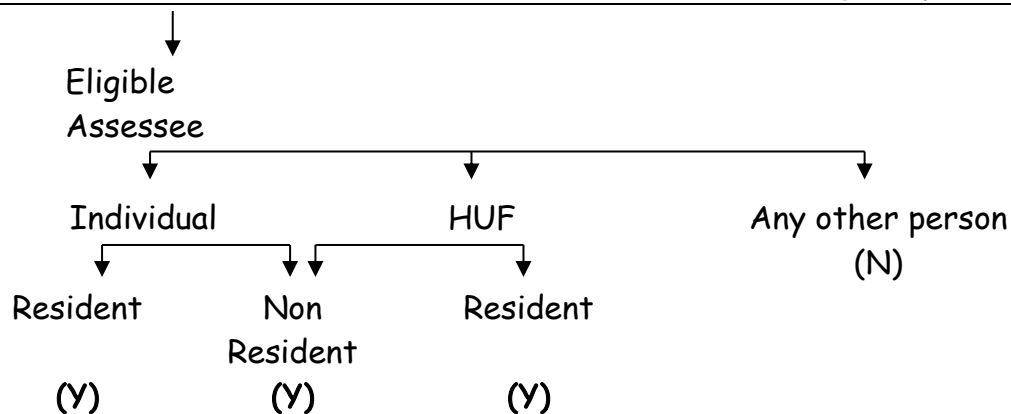 Eligible
Assessee
Individual HUF Any other person
(N)
Resident Non Resident
Resident
(Y) (Y) (Y)